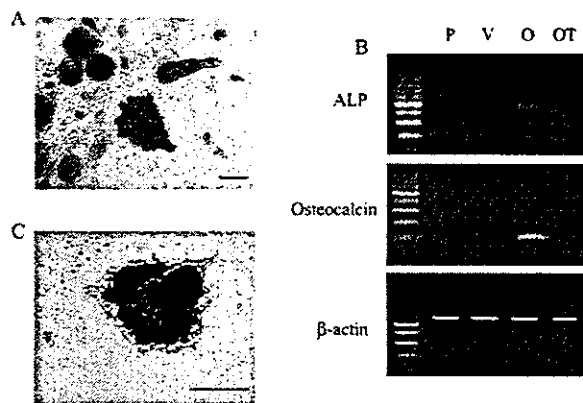 A
B
P V O OT
ALP
Osteocalcin
C
β-actin